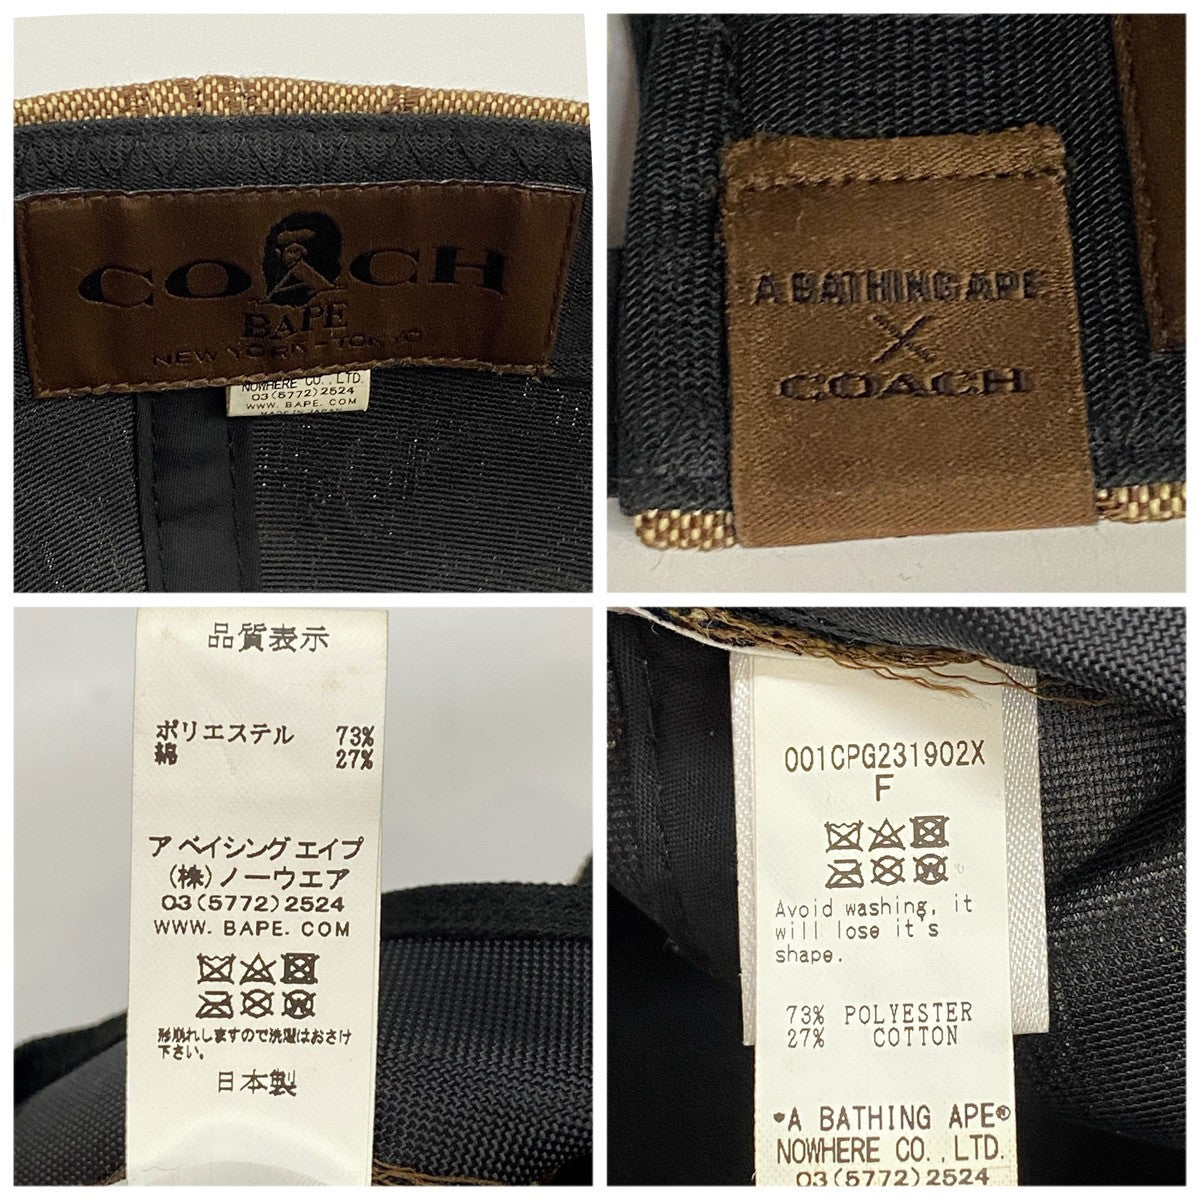 COACH
BAPE
NEW YORK-TOKYO
NOWHERE CO.,LTD.
03(5772)2524
WWW. BAPE. COM
MADE IN JAPAN
A BATHING APE
X
COACH
品質表示
ポリエステル 73%
綿 27%
ア ベイシング エイプ
(株)ノーウエア
03(5772)2524
WWW. BAPE. COM
形崩れしますので洗濯はおさけ
下さい。
日本製
001CPG231902X
F
Avoid washing, it
will lose it's
shape.
73% POLYESTER
27% COTTON
*A BATHING APE®
NOWHERE CO.,LTD.
03(5772)2524